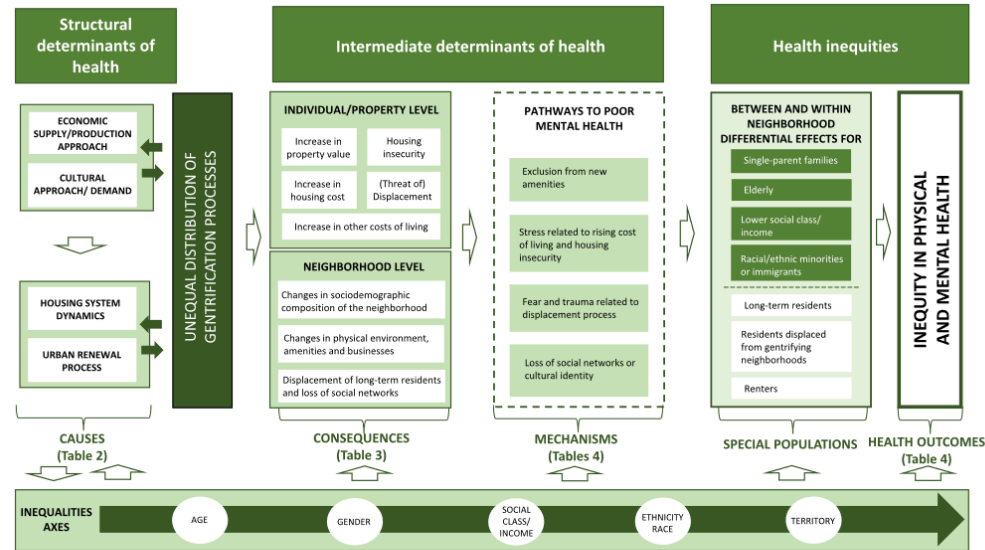 Structural
determinants of
health
Intermediate determinants of health
Health inequities
ECONOMIC
SUPPLY/PRODUCTION
APPROACH
CULTURAL
APPROACH/ DEMAND
HOUSING SYSTEM
DYNAMICS
URBAN RENEWAL
PROCESS
UNEQUAL DISTRIBUTION OF
GENTRIFICATION PROCESSES
INDIVIDUAL/PROPERTY LEVEL
Increase in
property value
Housing
insecurity
Increase in
housing cost
(Threat of)
Displacement
Increase in other costs of living
NEIGHBORHOOD LEVEL
Changes in sociodemographic
composition of the neighborhood
Changes in physical environment,
amenities and businesses
Displacement of long-term residents
and loss of social networks
PATHWAYS TO POOR
MENTAL HEALTH
Exclusion from new
amenities
Stress related to rising cost
of living and housing
insecurity
Fear and trauma related to
displacement process
Loss of social networks or
cultural identity
BETWEEN AND WITHIN
NEIGHBORHOOD
DIFFERENTIAL EFFECTS FOR
Single-parent families
Elderly
Lower social class/
income
Racial/ethnic minorities
or immigrants
Long-term residents
Residents displaced
from gentrifying
neighborhoods
Renters
INEQUITY IN PHYSICAL
AND MENTAL HEALTH
CAUSES
(Table 2)
CONSEQUENCES
(Table 3)
MECHANISMS
(Tables 4)
SPECIAL POPULATIONS
HEALTH OUTCOMES
(Table 4)
INEQUALITIES
AXES
AGE
GENDER
SOCIAL
CLASS/
INCOME
ETHNICITY
RACE
TERRITORY